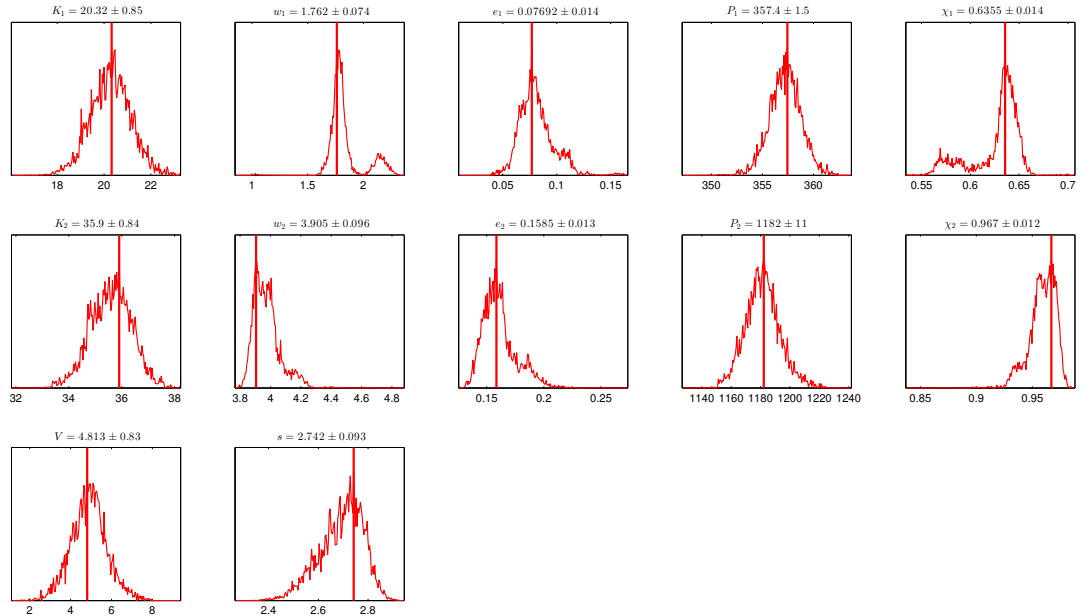 K₁ = 20.32 ± 0.85
w₁ = 1.762 ± 0.074
e₁ = 0.07692 ± 0.014
P₁ = 357.4 ± 1.5
χ₁ = 0.6355 ± 0.014
18 20 22
1 1.5 2
0.05 0.1 0.15
350 355 360
0.55 0.6 0.65 0.7
K₂ = 35.9 ± 0.84
w₂ = 3.905 ± 0.096
e₂ = 0.1585 ± 0.013
P₂ = 1182 ± 11
χ₂ = 0.967 ± 0.012
32 34 36 38
3.8 4 4.2 4.4 4.6 4.8
0.15 0.2 0.25
1140 1160 1180 1200 1220 1240
0.85 0.9 0.95
V = 4.813 ± 0.83
s = 2.742 ± 0.093
2 4 6 8
2.4 2.6 2.8